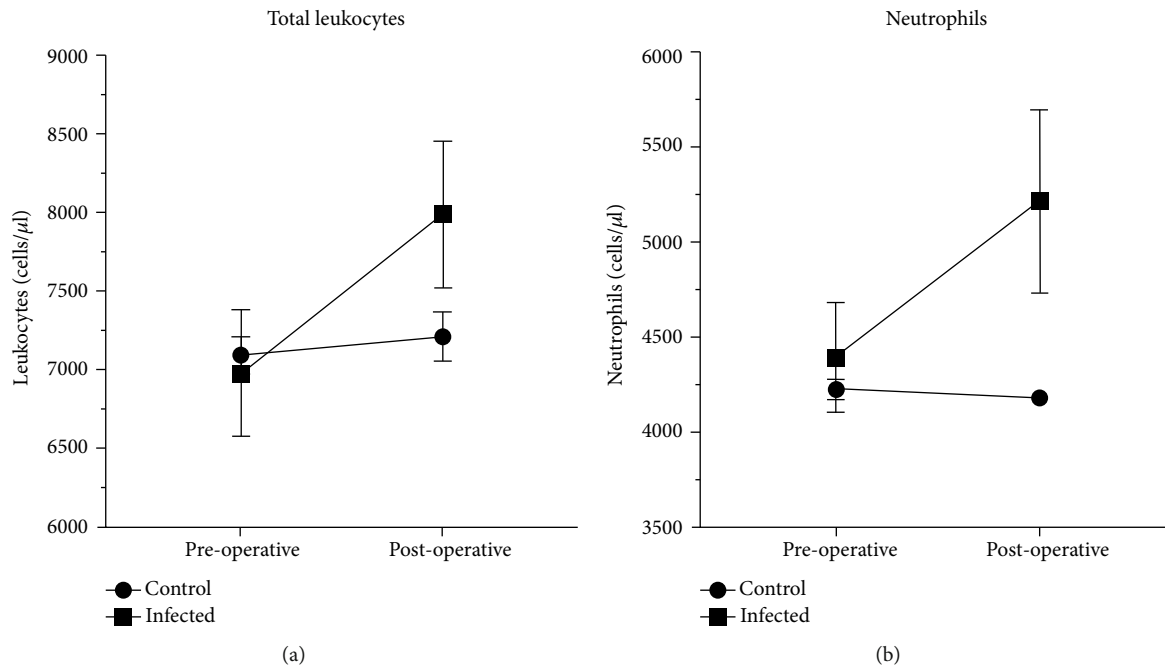 Total leukocytes
9000
8500
8000
7500
7000
6500
6000
Leukocytes (cells/μl)
Pre-operative
Post-operative
Control
Infected
(a)
Neutrophils
6000
5500
5000
4500
4000
3500
Neutrophils (cells/μl)
Pre-operative
Post-operative
Control
Infected
(b)